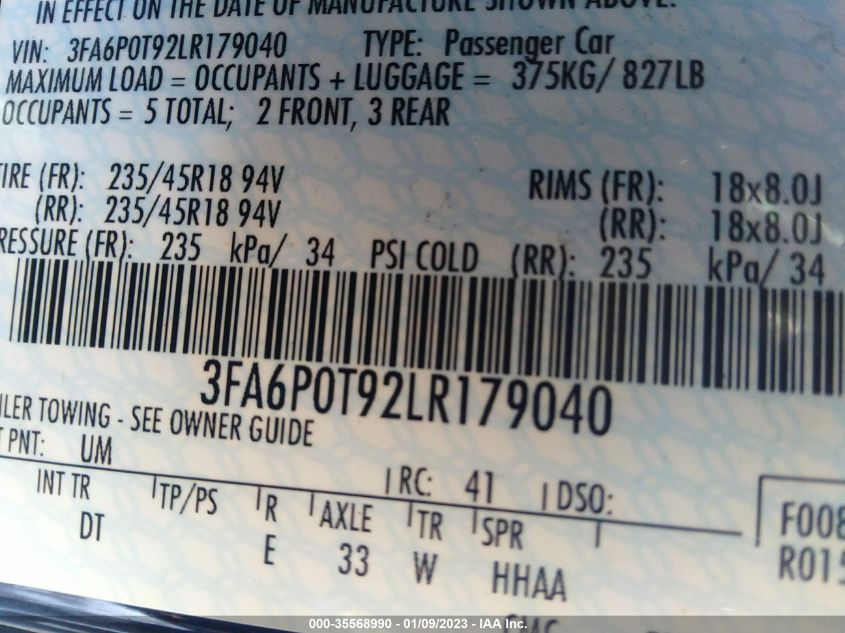 IN EFFECT ON THE DATE OF MANUFACTURE SHOWN ABOVE.
VIN: 3FA6P0T92LR179040 TYPE: Passenger Car
MAXIMUM LOAD = OCCUPANTS + LUGGAGE = 375KG/ 827LB
OCCUPANTS = 5 TOTAL; 2 FRONT, 3 REAR
TIRE (FR): 235/45R18 94V RIMS (FR): 18x8.0J
(RR): 235/45R18 94V (RR): 18x8.0J
RESSURE (FR): 235 kPa/ 34 PSI COLD (RR): 235 kPa/ 34
3FA6P0T92LR179040
ILER TOWING - SEE OWNER GUIDE
T PNT: UM RC: 41 DSO: F008
INT TR TP/PS R AXLE TR SPR R015
DT E 33 W HHAA
000-35568990 - 01/09/2023 - IAA Inc.